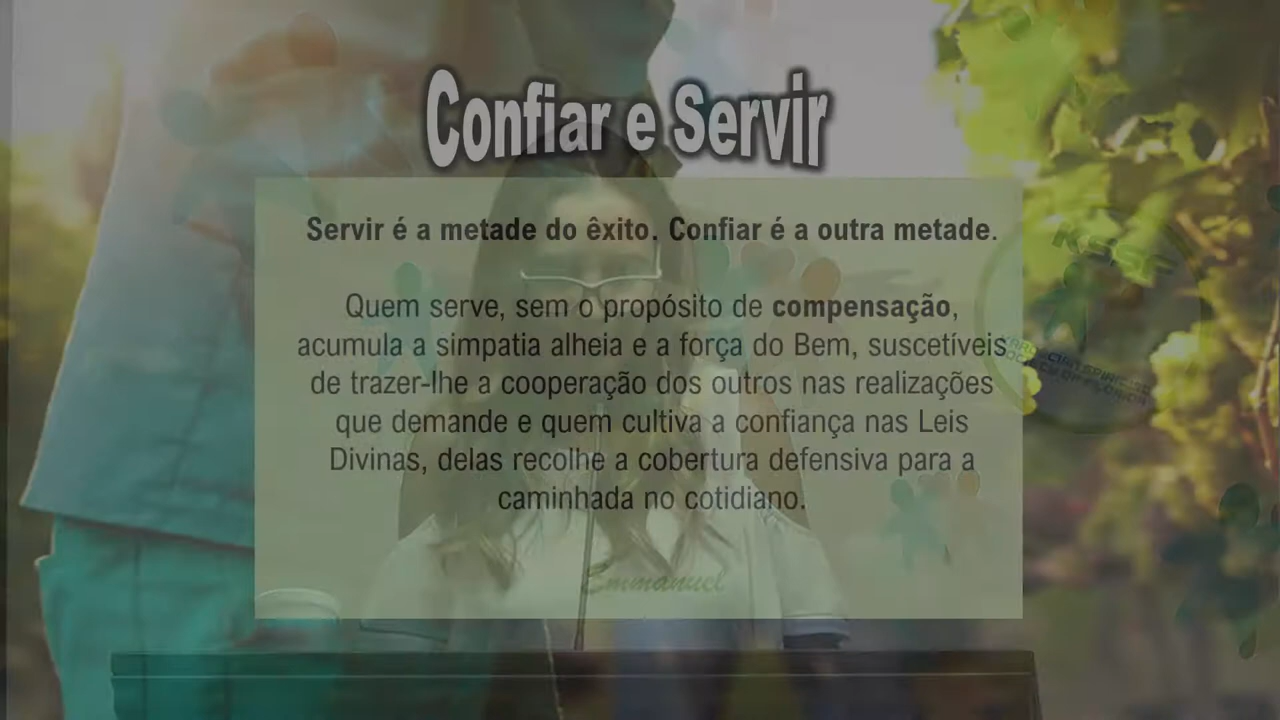 Confiar e Servir
Servir é a metade do êxito. Confiar é a outra metade.
Quem serve, sem o propósito de compensação,
acumula a simpatia alheia e a força do Bem, suscetíveis
de trazer-lhe a cooperação dos outros nas realizações
que demande e quem cultiva a confiança nas Leis
Divinas, delas recolhe a cobertura defensiva para a
caminhada no cotidiano.
Emmanuel
KSSF